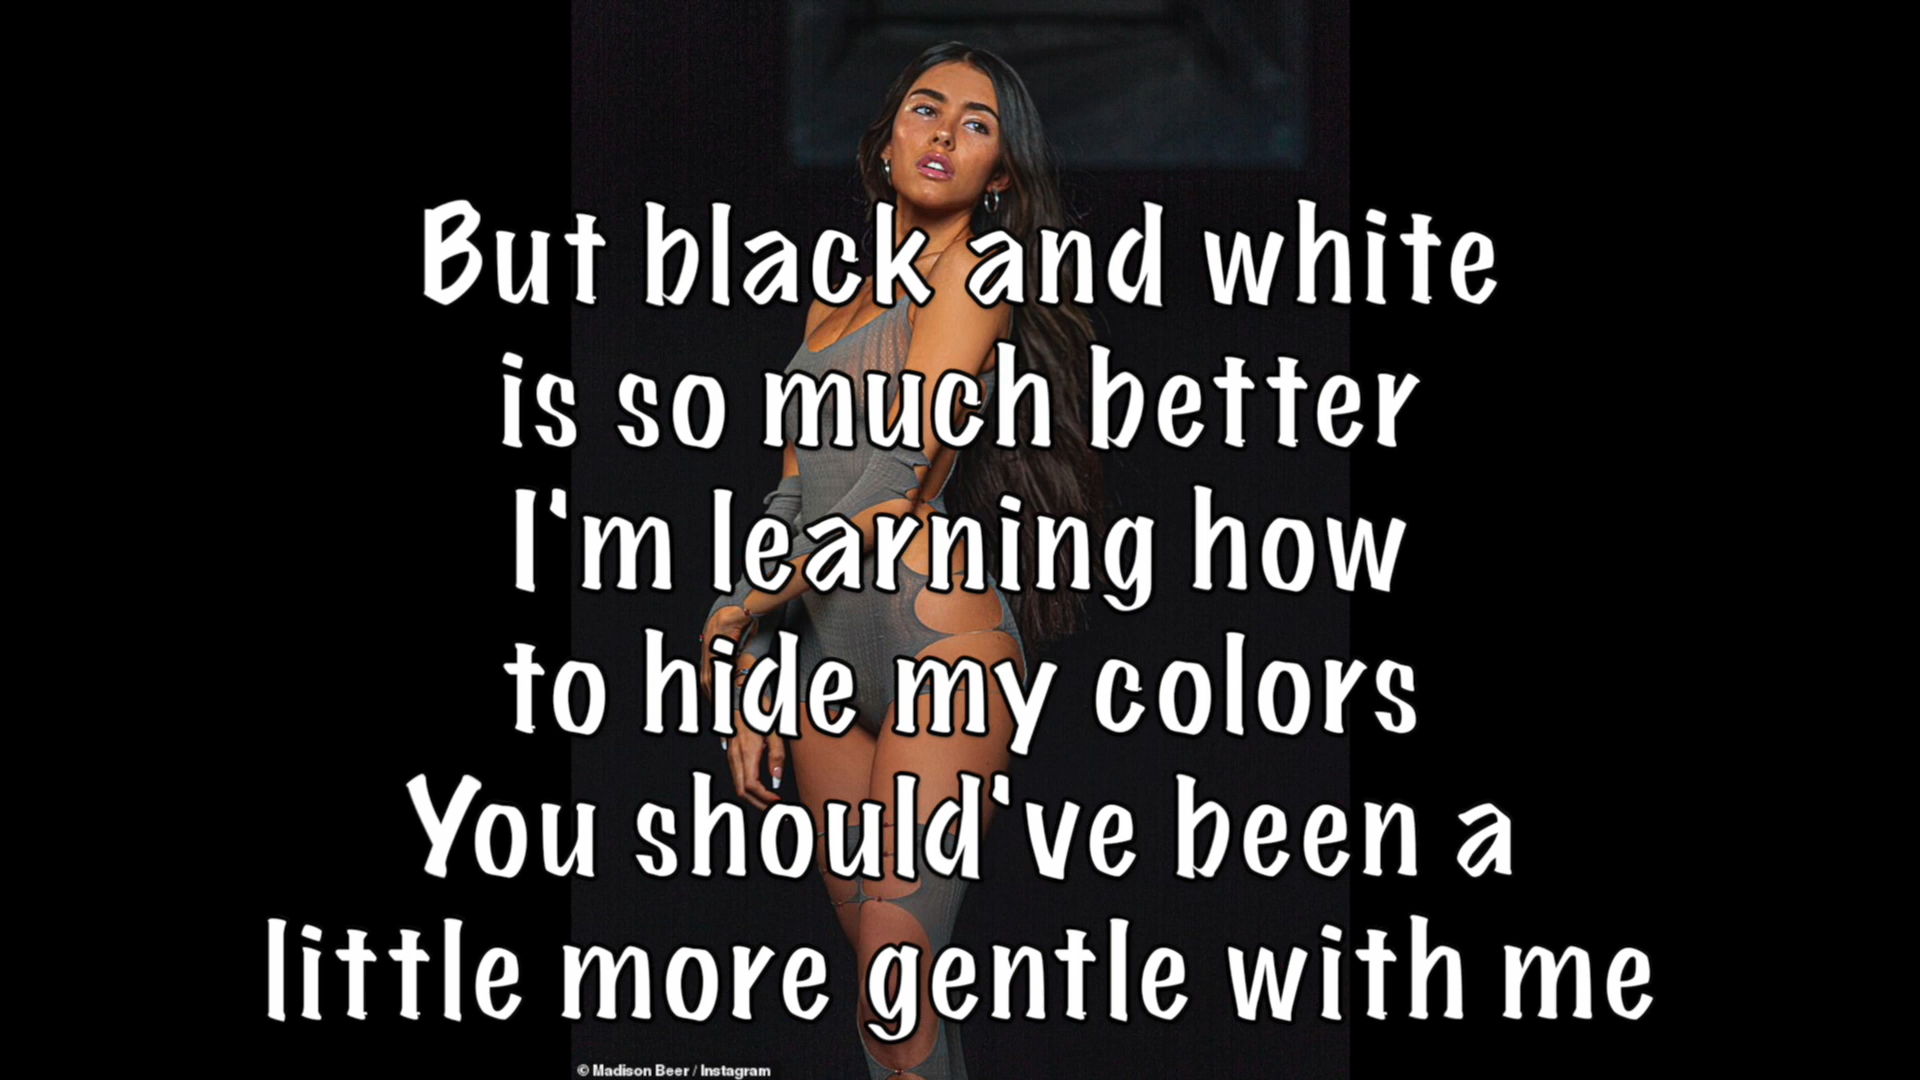 But black and white
is so much better
I'm learning how
to hide my colors
You should've been a
little more gentle with me
© Madison Beer / Instagram